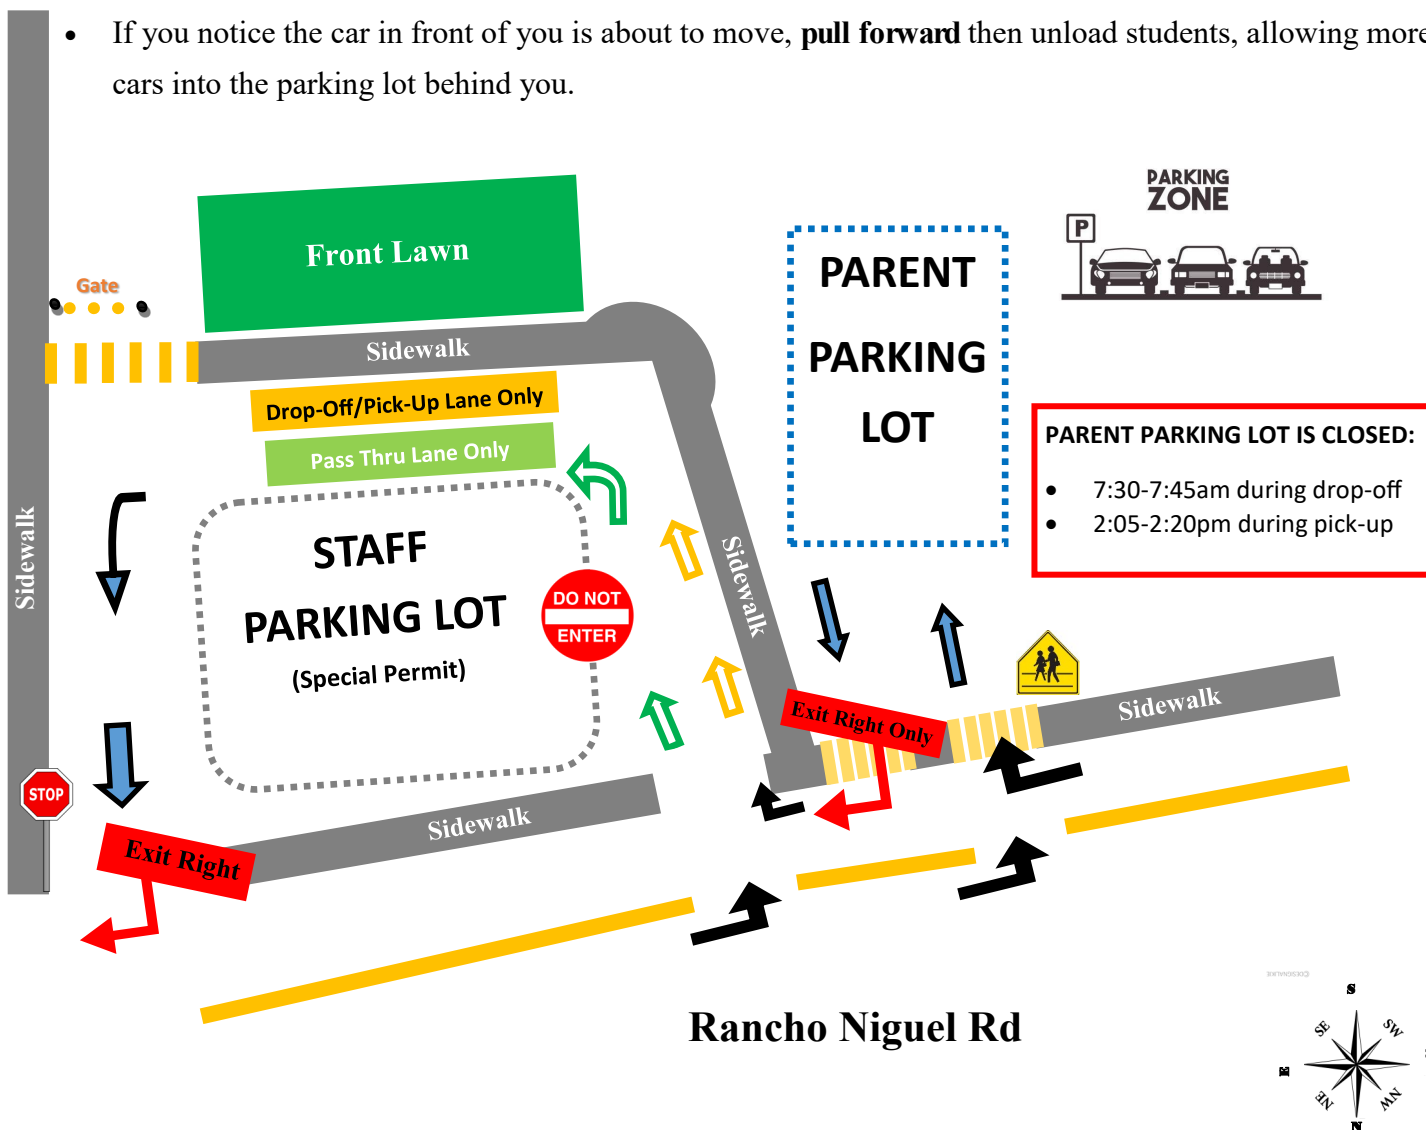 • If you notice the car in front of you is about to move, pull forward then unload students, allowing more
cars into the parking lot behind you.
PARKING
ZONE
P
Front Lawn
Gate
Sidewalk
Drop-Off/Pick-Up Lane Only
Pass Thru Lane Only
PARENT
PARKING
LOT
PARENT PARKING LOT IS CLOSED:
• 7:30-7:45am during drop-off
• 2:05-2:20pm during pick-up
Sidewalk
STAFF
PARKING LOT
(Special Permit)
DO NOT
ENTER
Sidewalk
Exit Right Only
Sidewalk
STOP
Sidewalk
Exit Right
Rancho Niguel Rd
S
SE
SW
E
NE
NW
N